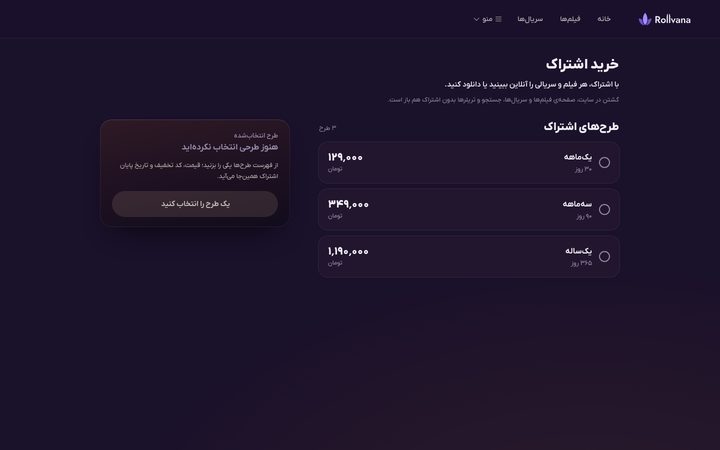 Rollvana
خانه
فیلم‌ها
سریال‌ها
منو
خرید اشتراک
با اشتراک، هر فیلم و سریالی را آنلاین ببینید یا دانلود کنید.
گشتن در سایت، صفحه‌ی فیلم‌ها و سریال‌ها، جستجو و تریلرها بدون اشتراک هم باز است.
طرح‌های اشتراک
۳ طرح
یک‌ماهه
۳۰ روز
۱۲۹,۰۰۰
تومان
سه‌ماهه
۹۰ روز
۳۴۹,۰۰۰
تومان
یک‌ساله
۳۶۵ روز
۱,۱۹۰,۰۰۰
تومان
طرح انتخاب‌شده
هنوز طرحی انتخاب نکرده‌اید
از فهرست طرح‌ها یکی را بزنید؛ قیمت، کد تخفیف و تاریخ پایان
اشتراک همین‌جا می‌آید.
یک طرح را انتخاب کنید